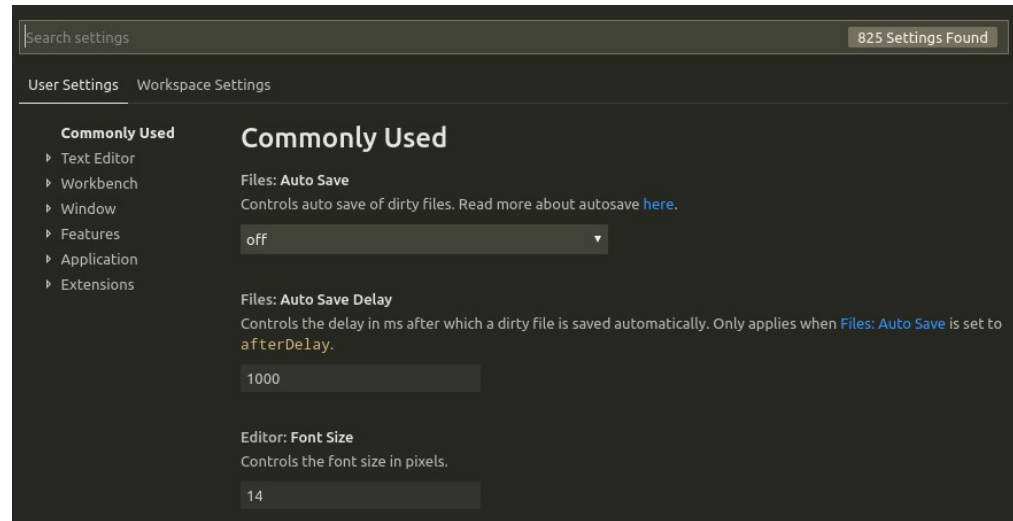 Search settings
825 Settings Found
User Settings Workspace Settings
Commonly Used
Text Editor
Workbench
Window
Features
Application
Extensions
Commonly Used
Files: Auto Save
Controls auto save of dirty files. Read more about autosave here.
off
Files: Auto Save Delay
Controls the delay in ms after which a dirty file is saved automatically. Only applies when Files: Auto Save is set to
afterDelay.
1000
Editor: Font Size
Controls the font size in pixels.
14